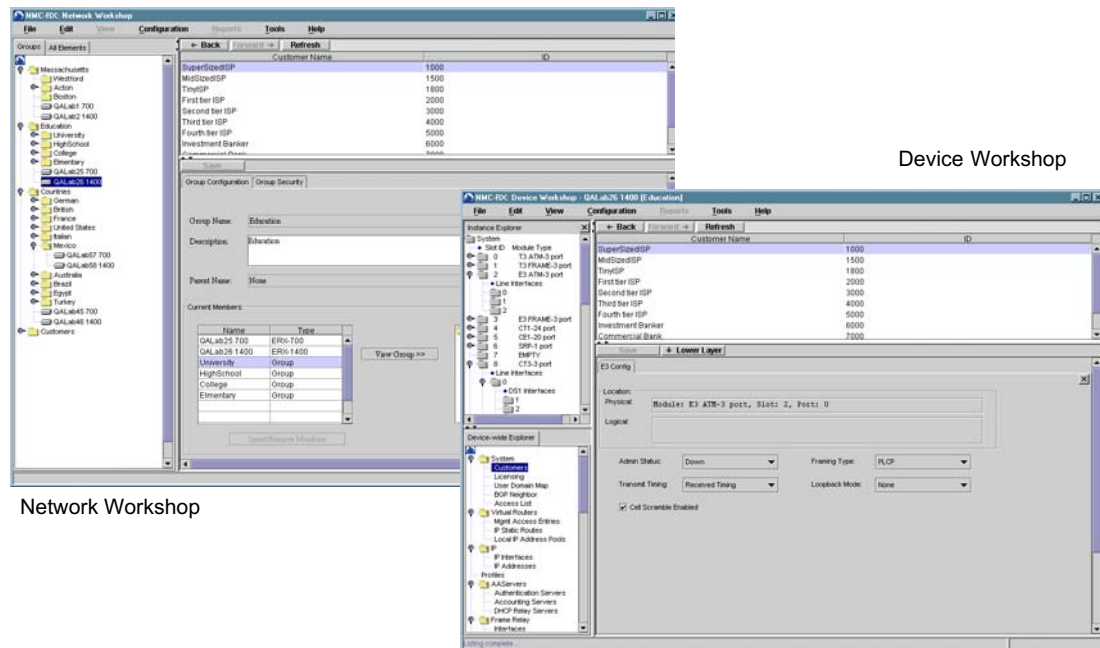 NMC-RX: Network Workshop
File Edit View Configuration Reports Tools Help
Groups All Elements
← Back Forward → Refresh
Customer Name ID
SuperSizedISP 1000
MidSizedISP 1500
TinyISP 1800
First tier ISP 2000
Second tier ISP 3000
Third tier ISP 4000
Fourth tier ISP 5000
Investment Banker 6000
Commercial Bank 7000
Massachusetts
Westford
Acton
Boston
QALab1 700
QALab2 1400
Education
University
HighSchool
College
Elmentary
QALab25 700
QALab26 1400
Countries
German
British
France
United States
Italian
Mexico
QALab57 700
QALab58 1400
Australia
Brazil
Egypt
Turkey
QALab45 700
QALab46 1400
Customers
Save
Group Configuration Group Security
Group Name: Education
Description: Education
Parent Name: None
Current Members
Name Type
QALab25 700 ERX-700
QALab26 1400 ERX-1400
University Group
HighSchool Group
College Group
Elmentary Group
View Group >>
Network Workshop
Device Workshop
NMC-RX: Device Workshop - QALab26 1400 [Education]
File Edit View Configuration Reports Tools Help
Instance Explorer
← Back Forward → Refresh
Customer Name ID
SuperSizedISP 1000
MidSizedISP 1500
TinyISP 1800
First tier ISP 2000
Second tier ISP 3000
Third tier ISP 4000
Fourth tier ISP 5000
Investment Banker 6000
Commercial Bank 7000
System
Slot ID Module Type
0 T3 ATM-3 port
1 T3 FRAME-3 port
2 E3 ATM-3 port
Line Interfaces
0
1
2
3 E3 FRAME-3 port
4 CT1-24 port
5 CE1-20 port
6 SRP-1 port
7 EMPTY
8 CT3-3 port
Line Interfaces
0
DS1 Interfaces
1
2
Save Lower Layer
E3 Config
Location
Physical: Module: E3 ATM-3 port, Slot: 2, Port: 0
Logical:
Admin Status: Down Framing Type: PLCP
Transmit Timing: Received Timing Loopback Mode: None
Cell Scramble Enabled
Device-wide Explorer
System
Customers
Licensing
User Domain Map
BGP Neighbor
Access List
Virtual Routers
Mgmt Access Entries
IP Static Routes
Local IP Address Pools
IP
IP Interfaces
IP Addresses
Profiles
AAServers
Authentication Servers
Accounting Servers
DHCP Relay Servers
Frame Relay
Interfaces
Listing complete...